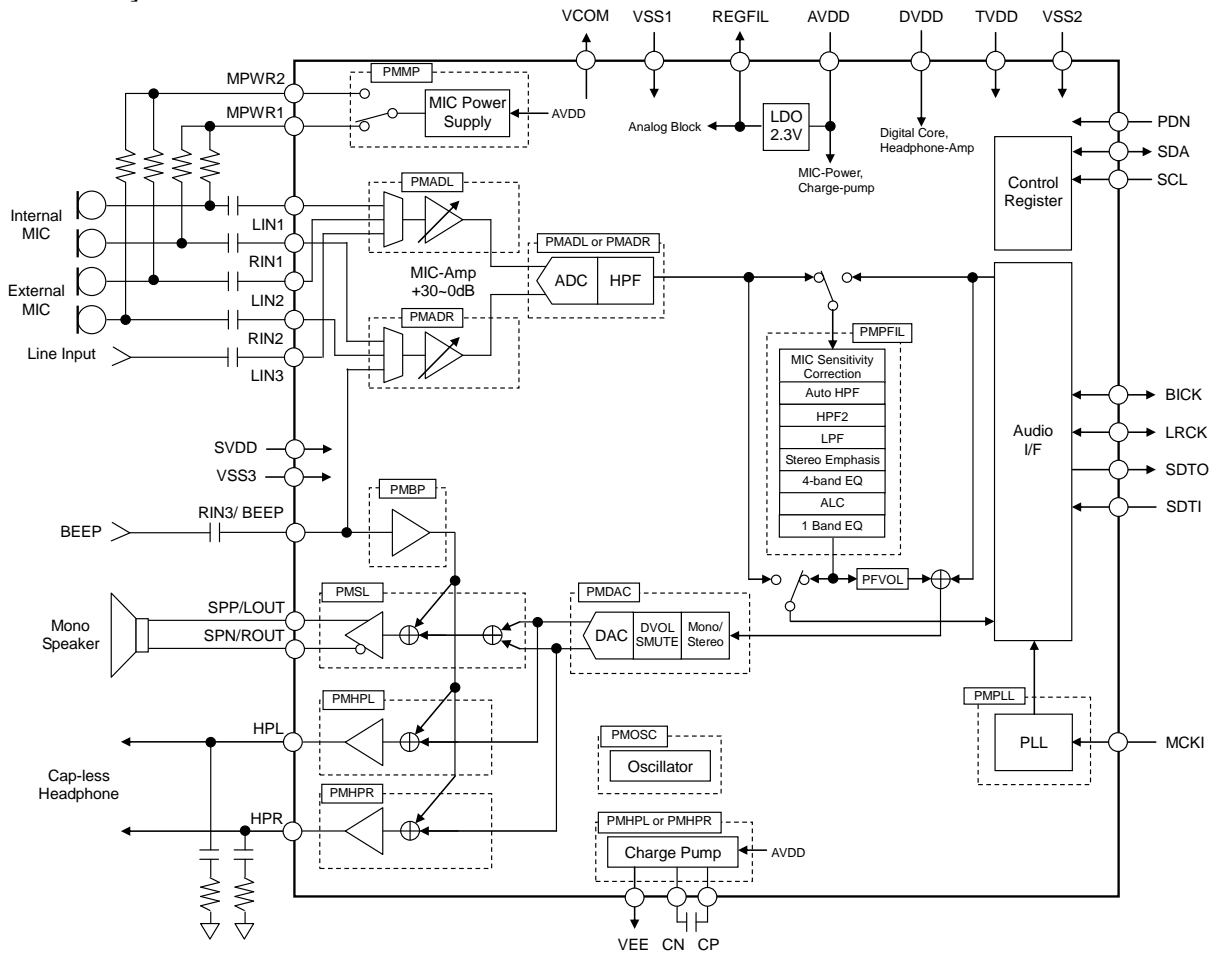 ]
VCOM
VSS1
REGFIL
AVDD
DVDD
TVDD
VSS2
MPWR2
PMMP
MIC Power
Supply
AVDD
MPWR1
Analog Block
LDO
2.3V
Digital Core,
Headphone-Amp
MIC-Power,
Charge-pump
PDN
SDA
SCL
Control
Register
Internal
MIC
External
MIC
Line Input
LIN1
RIN1
LIN2
RIN2
LIN3
PMADL
MIC-Amp
+30~0dB
PMADR
PMADL or PMADR
ADC
HPF
PMPFIL
MIC Sensitivity
Correction
Auto HPF
HPF2
LPF
Stereo Emphasis
4-band EQ
ALC
1 Band EQ
Audio
I/F
BICK
LRCK
SDTO
SDTI
SVDD
VSS3
BEEP
RIN3/ BEEP
PMBP
PFVOL
Mono
Speaker
SPP/LOUT
SPN/ROUT
PMSL
PMDAC
DAC
DVOL
SMUTE
Mono/
Stereo
PMPLL
PLL
MCKI
Cap-less
Headphone
HPL
PMHPL
HPR
PMHPR
PMOSC
Oscillator
PMHPL or PMHPR
Charge Pump
AVDD
VEE
CN
CP